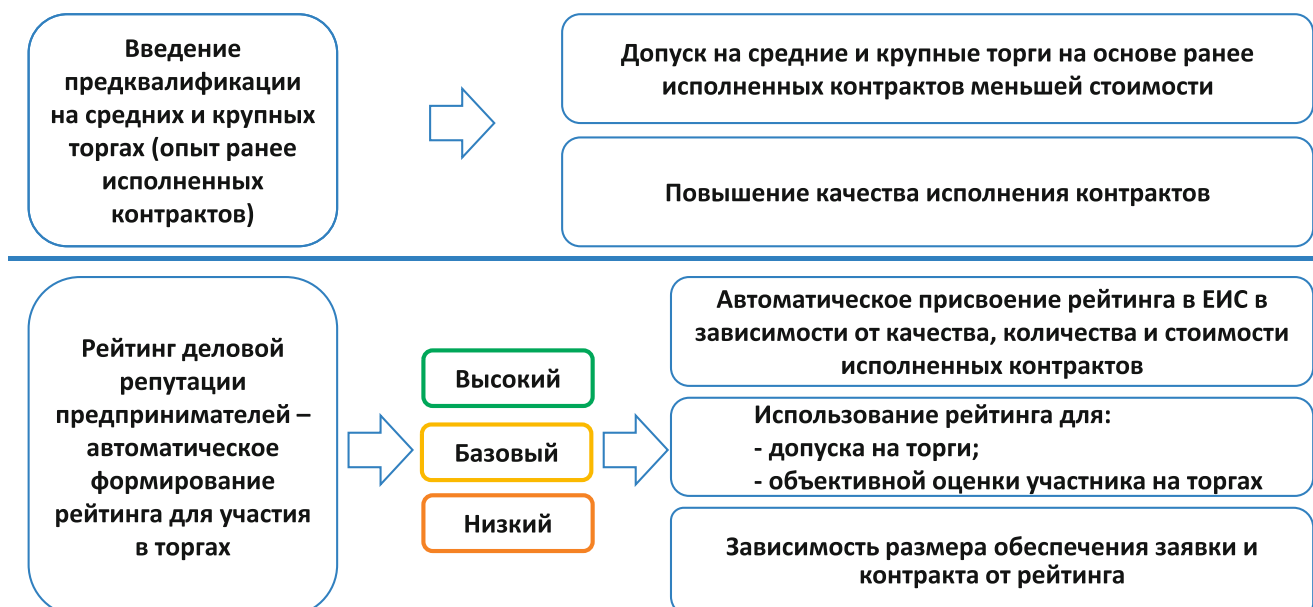 Введение
предквалификации
на средних и крупных
торгах (опыт ранее
исполненных
контрактов)
Допуск на средние и крупные торги на основе ранее
исполненных контрактов меньшей стоимости
Повышение качества исполнения контрактов
Рейтинг деловой
репутации
предпринимателей –
автоматическое
формирование
рейтинга для участия
в торгах
Высокий
Базовый
Низкий
Автоматическое присвоение рейтинга в ЕИС в
зависимости от качества, количества и стоимости
исполненных контрактов
Использование рейтинга для:
- допуска на торги;
- объективной оценки участника на торгах
Зависимость размера обеспечения заявки и
контракта от рейтинга